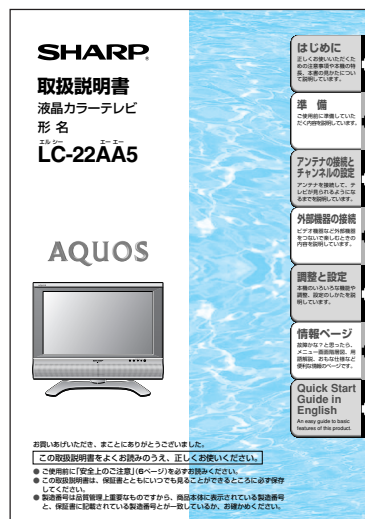 SHARP®
取扱説明書
液晶カラーテレビ
形 名
エル シー エー エー
LC-22AA5
AQUOS
お買いあげいただき、まことにありがとうございました。
この取扱説明書をよくお読みのうえ、正しくお使いください。
● ご使用前に「安全上のご注意」(6ページ)を必ずお読みください。
● この取扱説明書は、保証書とともにいつでも見ることができるところに必ず保存
してください。
● 製造番号は品質管理上重要なものですから、商品本体に表示されている製造番号
と、保証書に記載されている製造番号とが一致しているか、お確かめください。
はじめに
正しくお使いいただくた
めの注意事項や本機の特
長、本書の見かたについ
て説明しています。
準 備
ご使用前に準備していた
だく内容を説明しています。
アンテナの接続と
チャンネルの設定
アンテナを接続して、テ
レビが見られるようにな
るまでを説明しています。
外部機器の接続
ビデオ機器など外部機器
をつないで楽しむときの
内容を説明しています。
調整と設定
本機のいろいろな機能や
調整、設定のしかたを説
明しています。
情報ページ
故障かな？と思ったら、
メニュー画面階層図、用
語解説、おもな仕様など
便利な情報のページです。
Quick Start
Guide in
English
An easy guide to basic
features of this product.